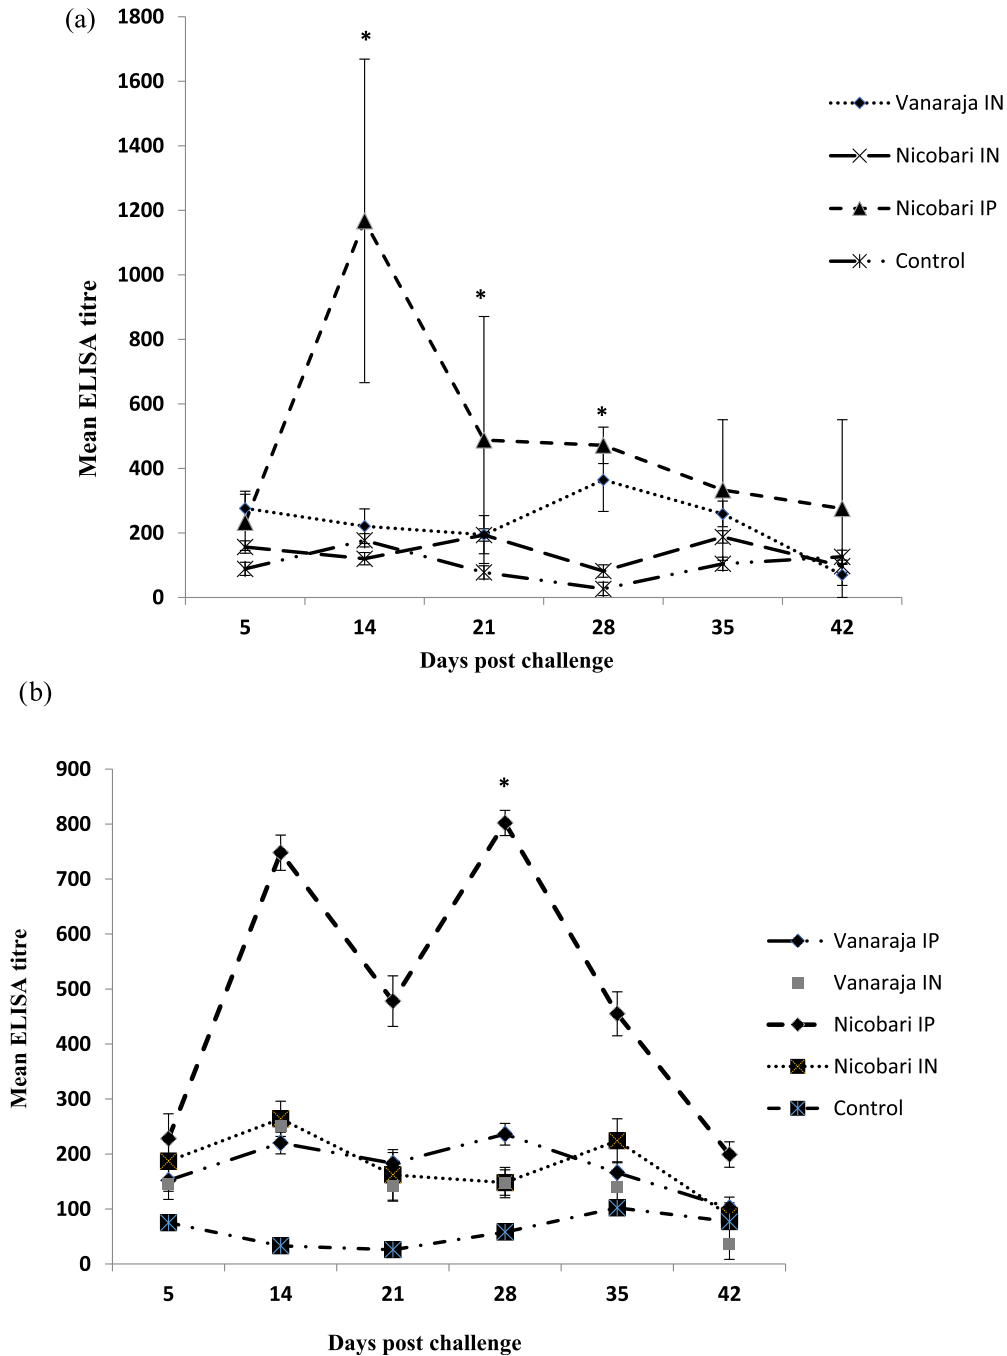 (a)
1800
1600
1400
1200
1000
800
600
400
200
0
Mean ELISA titre
*
*
*
5 14 21 28 35 42
Days post challenge
Vanaraja IN
Nicobari IN
Nicobari IP
Control
(b)
900
800
700
600
500
400
300
200
100
0
Mean ELISA titre
*
5 14 21 28 35 42
Days post challenge
Vanaraja IP
Vanaraja IN
Nicobari IP
Nicobari IN
Control